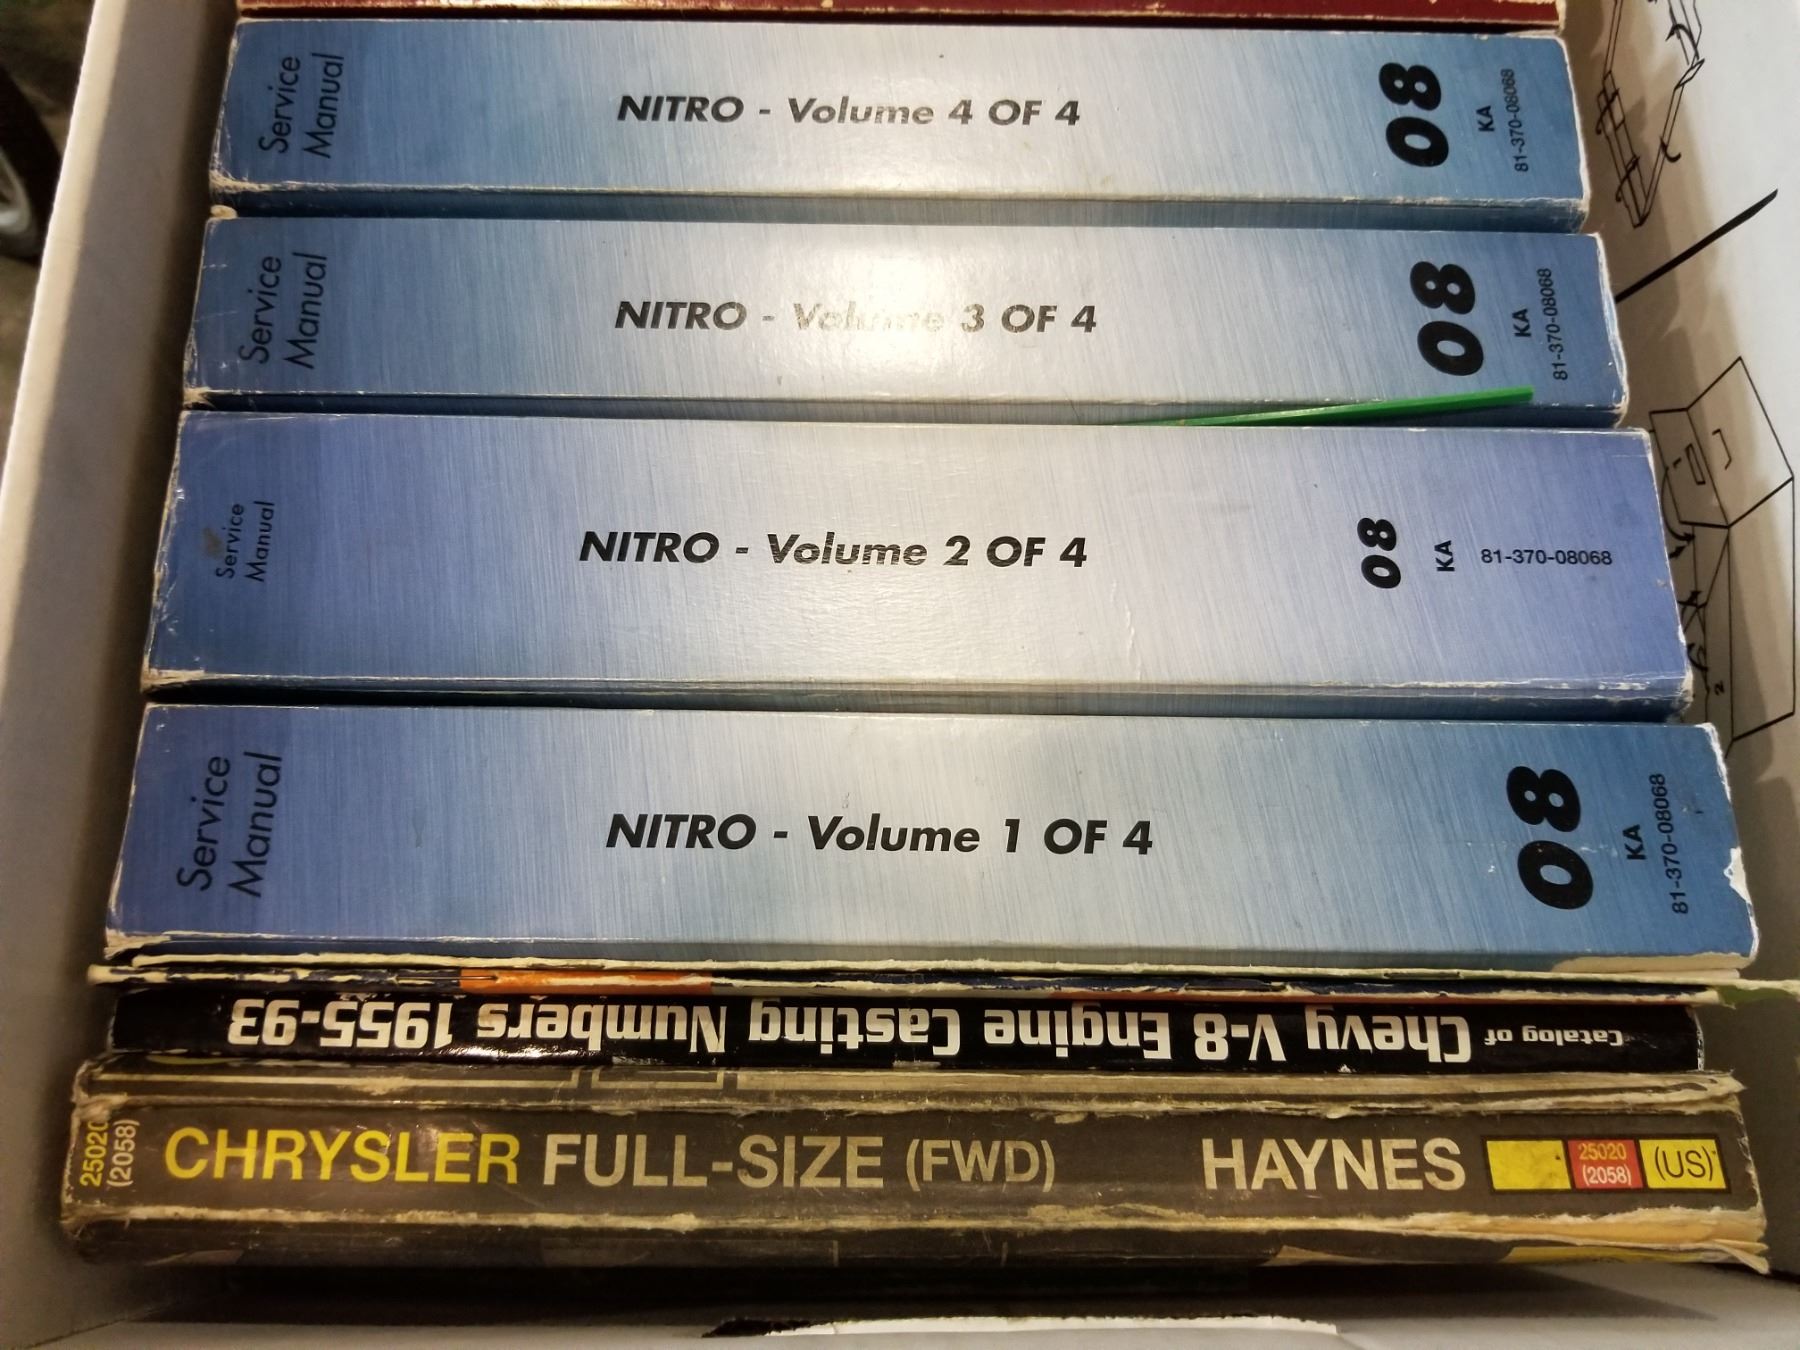 Service
Manual
NITRO - Volume 4 OF 4
08
KA
81-370-08068
Service
Manual
NITRO - Volume 3 OF 4
08
KA
81-370-08068
Service
Manual
NITRO - Volume 2 OF 4
08
KA
81-370-08068
Service
Manual
NITRO - Volume 1 OF 4
08
KA
81-370-08068
Catalog of Chevy V-8 Engine Casting Numbers 1955-93
25020
(2058)
CHRYSLER FULL-SIZE (FWD)
HAYNES
25020
(2058)
(US)
2